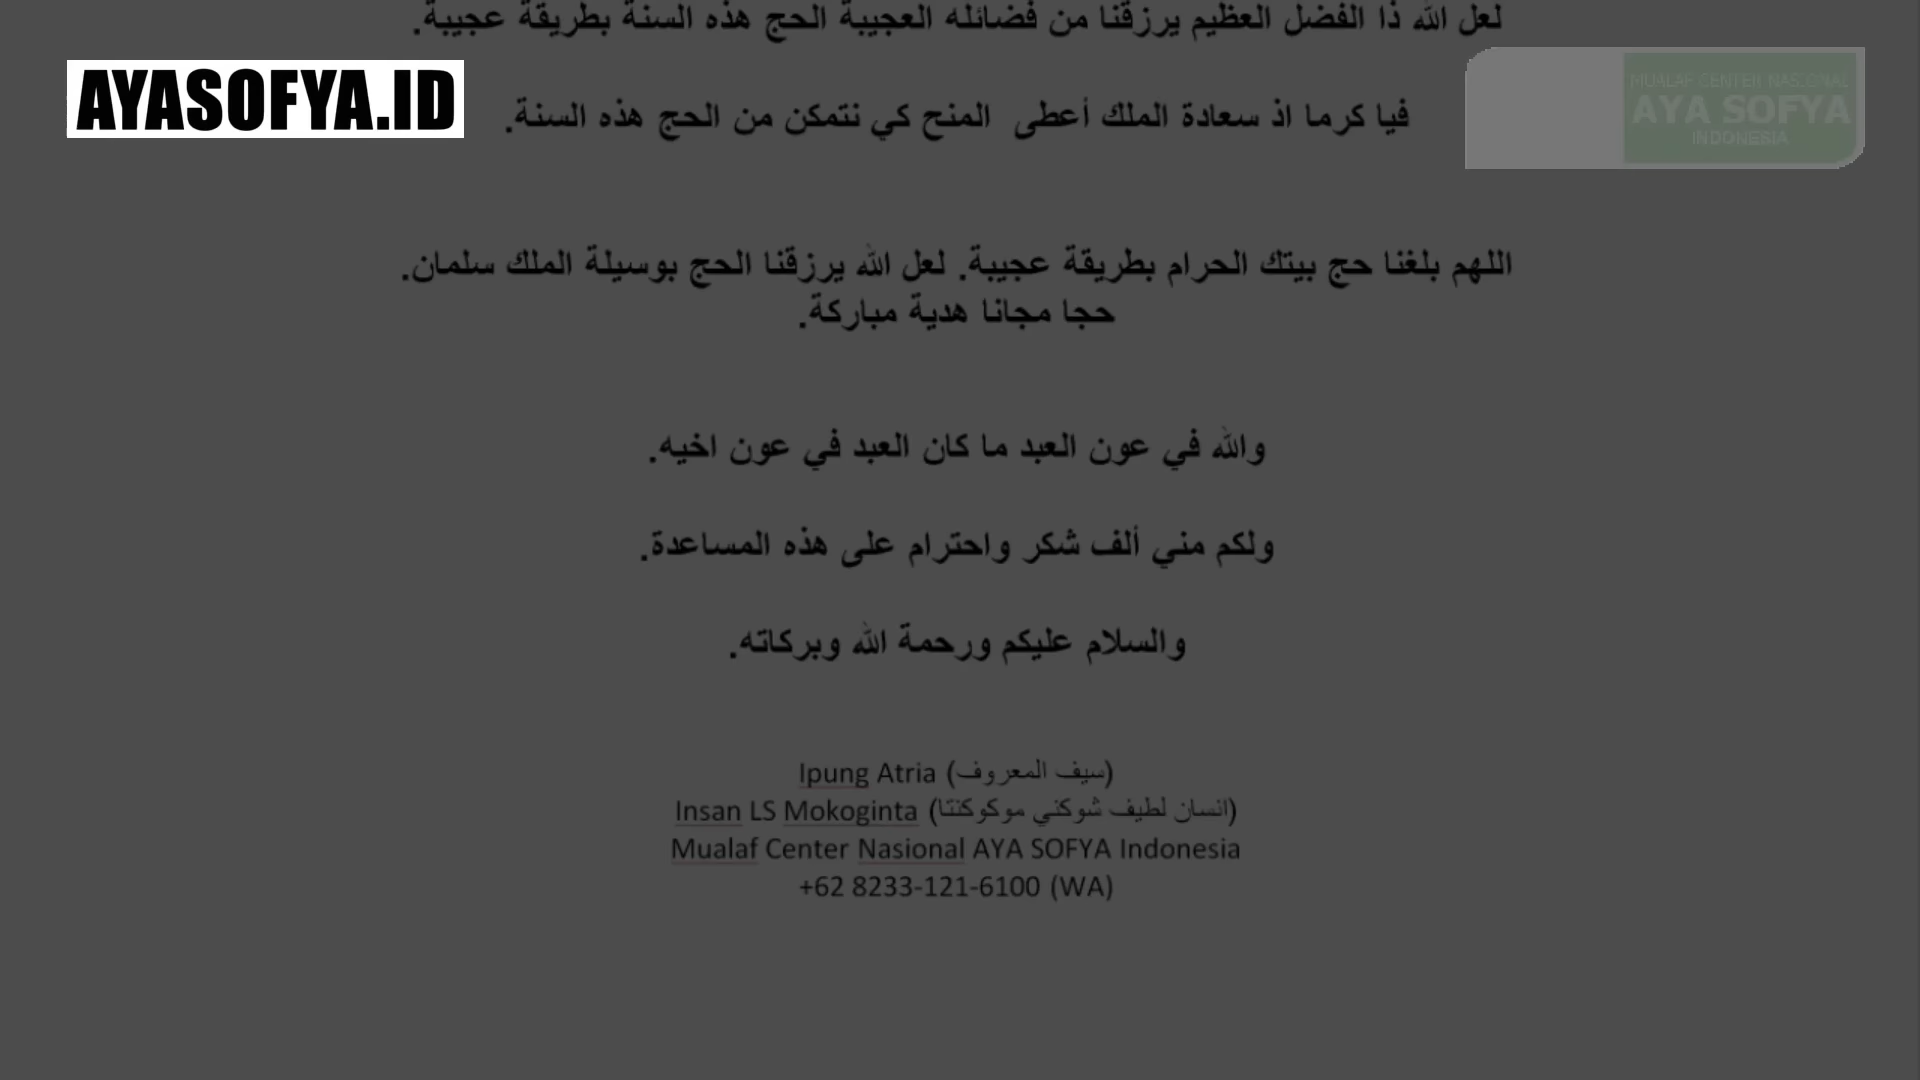 لعل الله ذا الفضل العظيم يرزقنا من فضائله العجيبة الحج هذه السنة بطريقة عجيبة.
AYASOFYA.ID
MUALAF CENTER NASIONAL
AYA SOFYA
INDONESIA
فيا كرما اذ سعادة الملك أعطى المنح كي نتمكن من الحج هذه السنة.
اللهم بلغنا حج بيتك الحرام بطريقة عجيبة. لعل الله يرزقنا الحج بوسيلة الملك سلمان.
حجا مجانا هدية مباركة.
والله في عون العبد ما كان العبد في عون اخيه.
ولكم مني ألف شكر واحترام على هذه المساعدة.
والسلام عليكم ورحمة الله وبركاته.
Ipung Atria (سيف المعروف)
Insan LS Mokoginta (انسان لطيف شوكني موكوكنتا)
Mualaf Center Nasional AYA SOFYA Indonesia
+62 8233-121-6100 (WA)